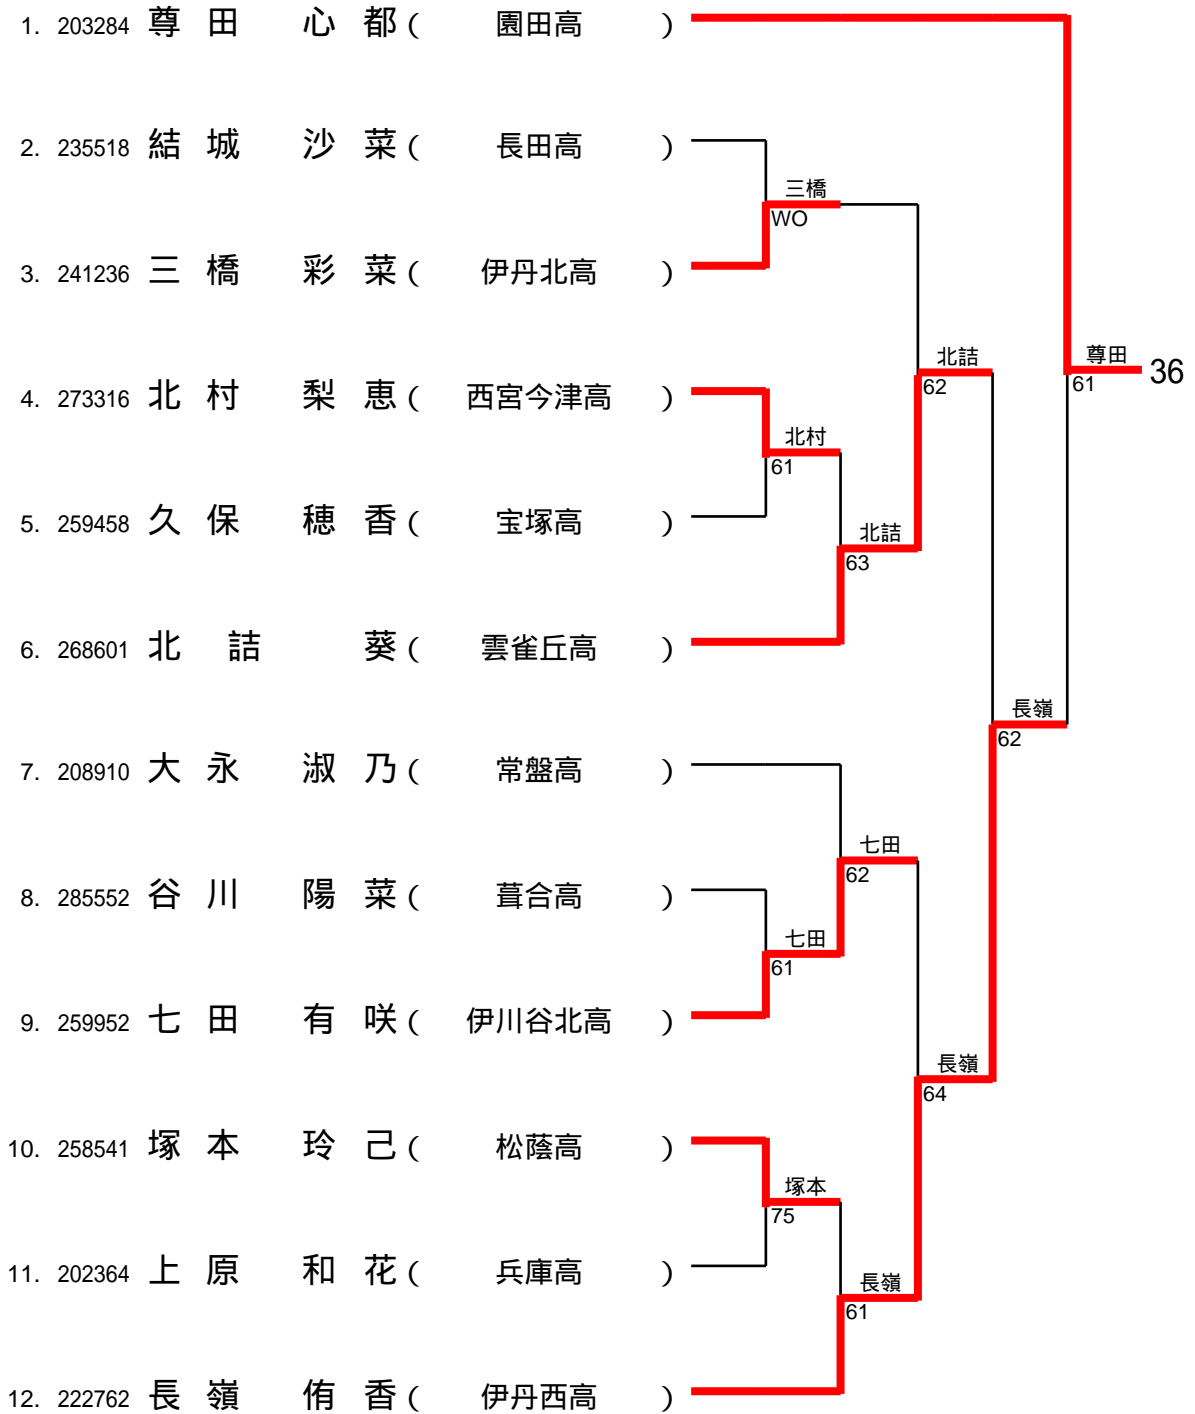 1. 203284 尊 田 心 都 ( 園田高 )
2. 235518 結 城 沙 菜 ( 長田高 )
三橋
WO
3. 241236 三 橋 彩 菜 ( 伊丹北高 )
北詰
62
尊田
61
36
4. 273316 北 村 梨 恵 ( 西宮今津高 )
北村
61
5. 259458 久 保 穂 香 ( 宝塚高 )
北詰
63
6. 268601 北 詰 葵 ( 雲雀丘高 )
長嶺
62
7. 208910 大 永 淑 乃 ( 常盤高 )
七田
62
8. 285552 谷 川 陽 菜 ( 葺合高 )
七田
61
9. 259952 七 田 有 咲 ( 伊川谷北高 )
長嶺
64
10. 258541 塚 本 玲 己 ( 松蔭高 )
塚本
75
11. 202364 上 原 和 花 ( 兵庫高 )
長嶺
61
12. 222762 長 嶺 侑 香 ( 伊丹西高 )